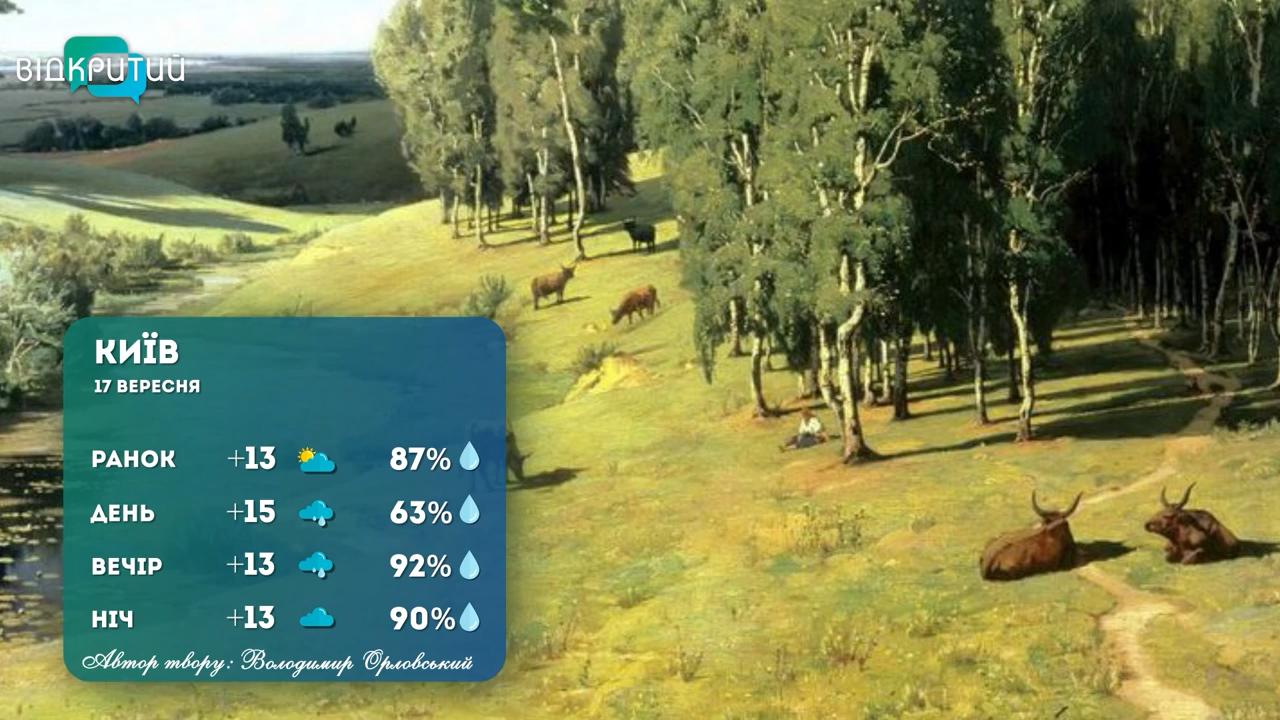 ВІДКРИТИЙ
КИЇВ
17 ВЕРЕСНЯ
РАНОК +13 87%
ДЕНЬ +15 63%
ВЕЧІР +13 92%
НІЧ +13 90%
Автор твору: Володимир Орловський